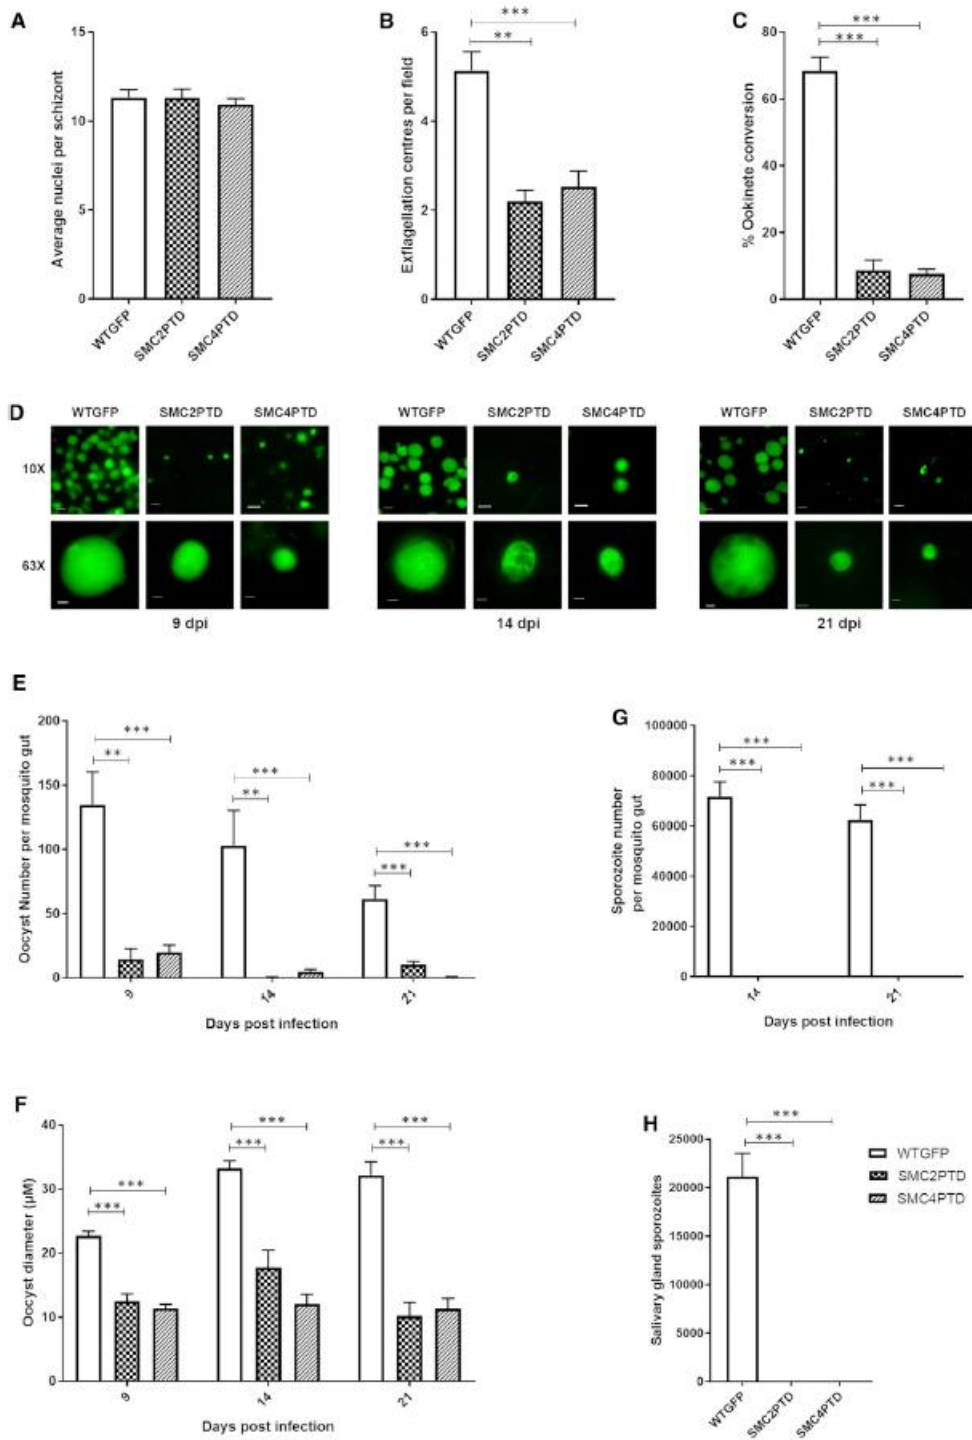 A
15
10
5
0
Average nuclei per schizont
WTGFP
SMC2PTD
SMC4PTD
B
6
4
2
0
Exflagellation centres per field
***
**
WTGFP
SMC2PTD
SMC4PTD
C
80
60
40
20
0
% Ookinete conversion
***
***
WTGFP
SMC2PTD
SMC4PTD
D
WTGFP SMC2PTD SMC4PTD
WTGFP SMC2PTD SMC4PTD
WTGFP SMC2PTD SMC4PTD
10X
63X
9 dpi
14 dpi
21 dpi
E
200
150
100
50
0
Oocyst Number per mosquito gut
***
**
***
**
***
***
9
14
21
Days post infection
G
100000
80000
60000
40000
20000
0
Sporozoite number
per mosquito gut
***
***
***
***
14
21
Days post infection
F
40
30
20
10
0
Oocyst diameter (µM)
***
***
***
***
***
***
9
14
21
Days post infection
H
25000
20000
15000
10000
5000
0
Salivary gland sporozoites
***
***
WTGFP
SMC2PTD
SMC4PTD
WTGFP
SMC2PTD
SMC4PTD